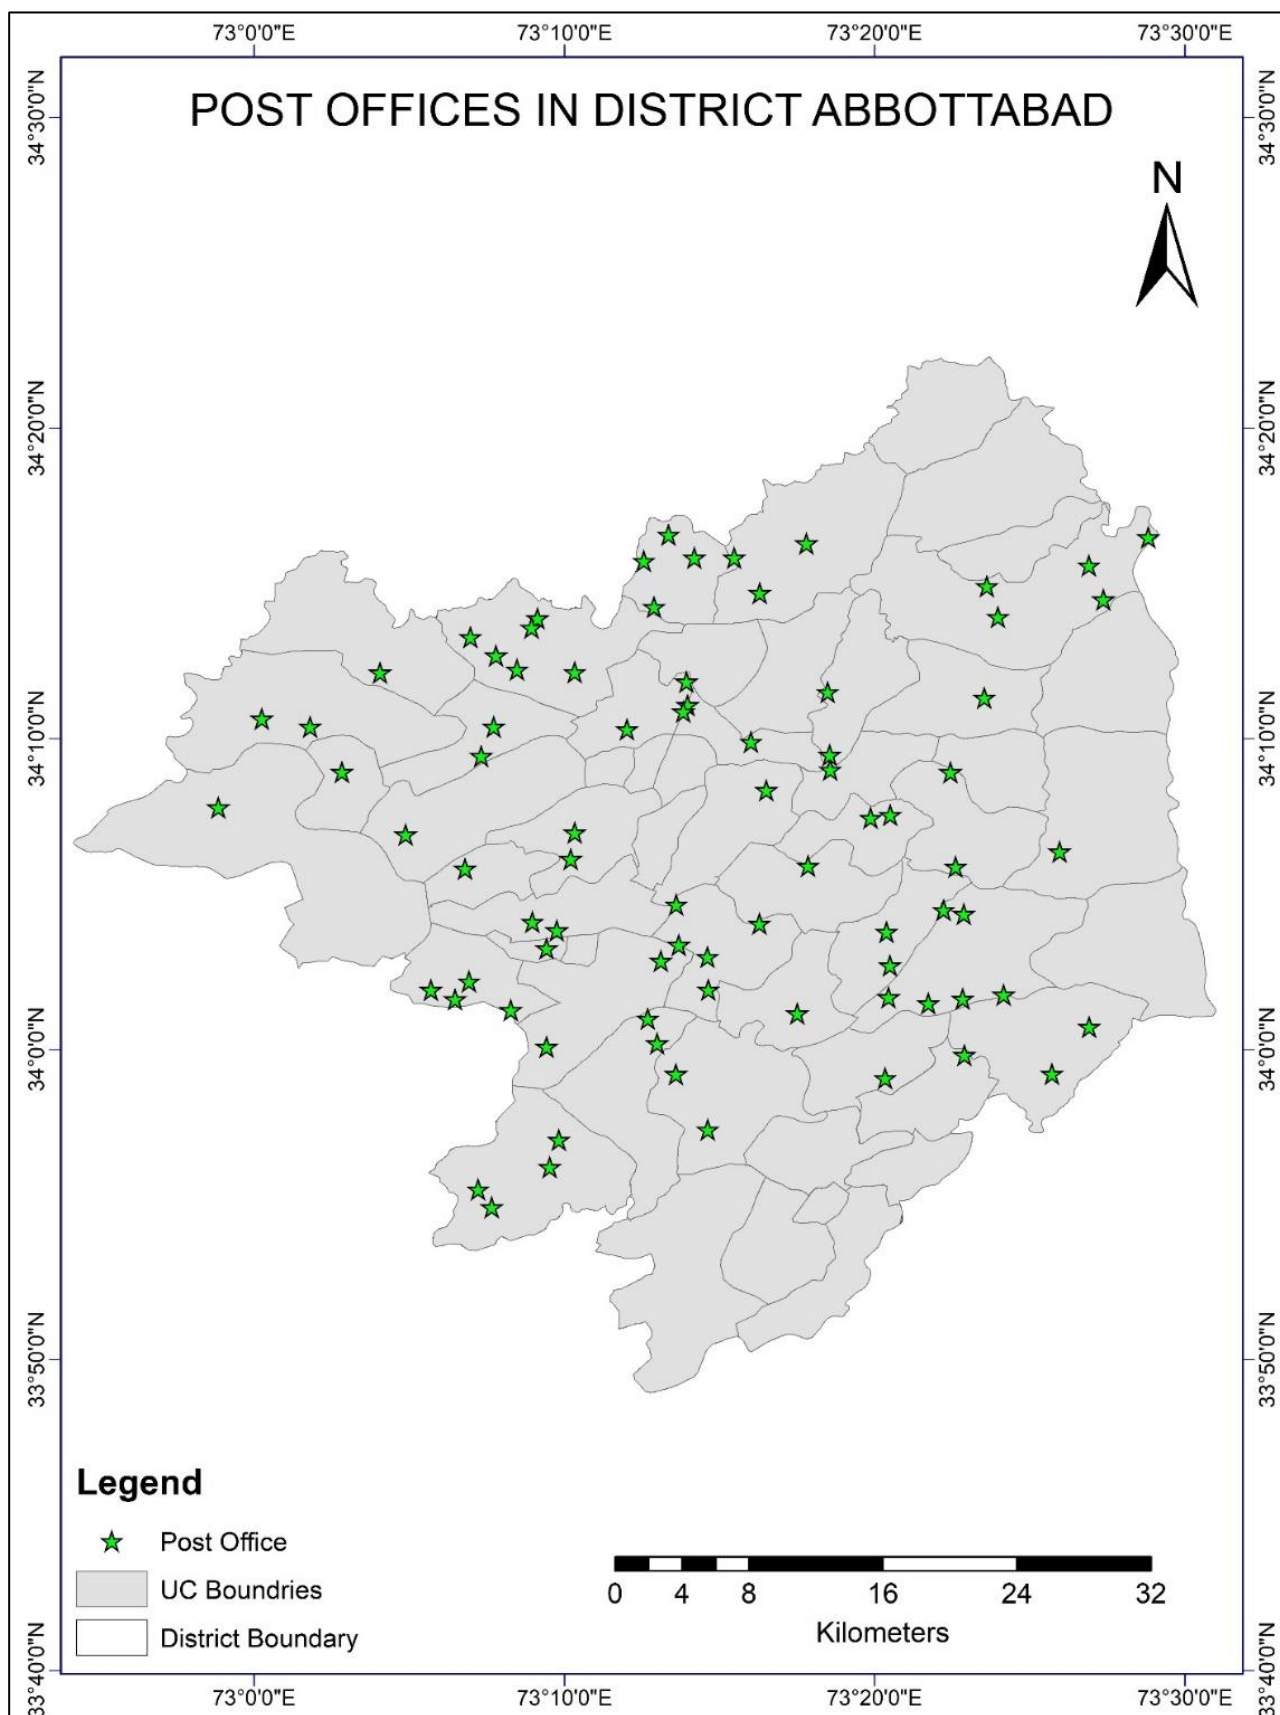 73°0'0"E 73°10'0"E 73°20'0"E 73°30'0"E
POST OFFICES IN DISTRICT ABBOTTABAD
N
34°30'0"N 34°30'0"N
34°20'0"N 34°20'0"N
34°10'0"N 34°10'0"N
34°0'0"N 34°0'0"N
33°50'0"N 33°50'0"N
33°40'0"N 33°40'0"N
Legend
Post Office
UC Boundries
District Boundary
0 4 8 16 24 32
Kilometers
73°0'0"E 73°10'0"E 73°20'0"E 73°30'0"E